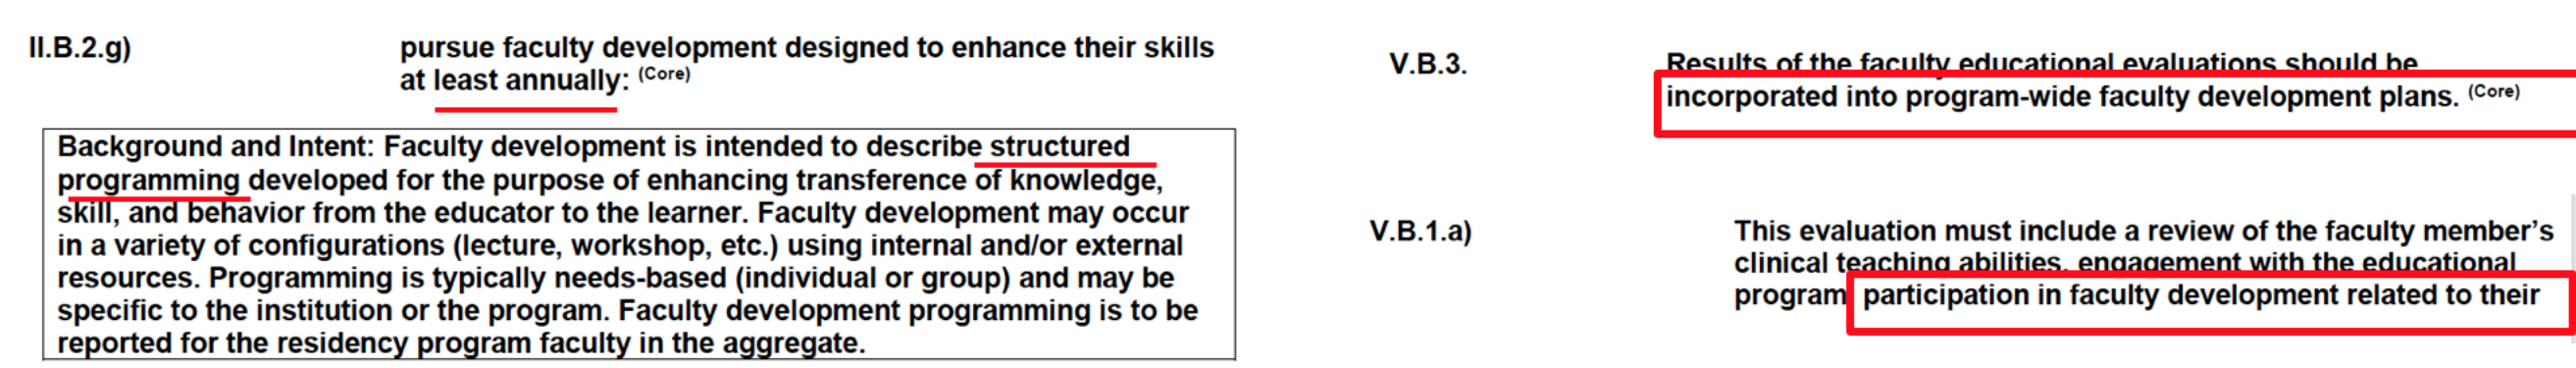 II.B.2.g) pursue faculty development designed to enhance their skills
at least annually: (Core)
Background and Intent: Faculty development is intended to describe structured
programming developed for the purpose of enhancing transference of knowledge,
skill, and behavior from the educator to the learner. Faculty development may occur
in a variety of configurations (lecture, workshop, etc.) using internal and/or external
resources. Programming is typically needs-based (individual or group) and may be
specific to the institution or the program. Faculty development programming is to be
reported for the residency program faculty in the aggregate.
V.B.3. Results of the faculty educational evaluations should be
incorporated into program-wide faculty development plans. (Core)
V.B.1.a) This evaluation must include a review of the faculty member’s
clinical teaching abilities, engagement with the educational
program participation in faculty development related to their